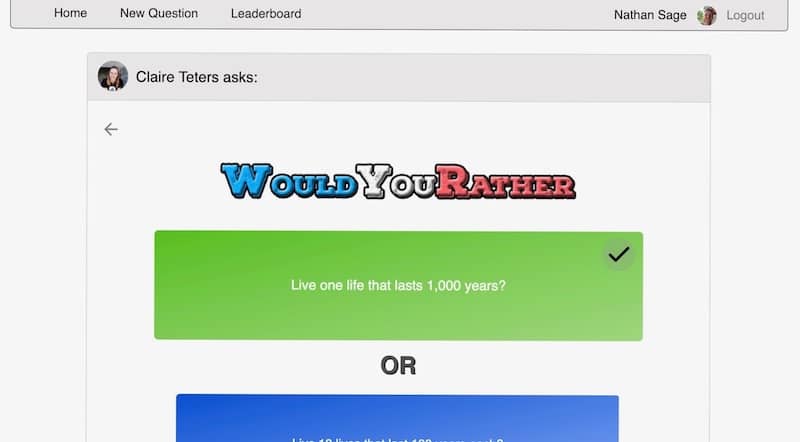 Home New Question Leaderboard Nathan Sage Logout
Claire Teters asks:
WOULDYOURATHER
Live one life that lasts 1,000 years?
OR